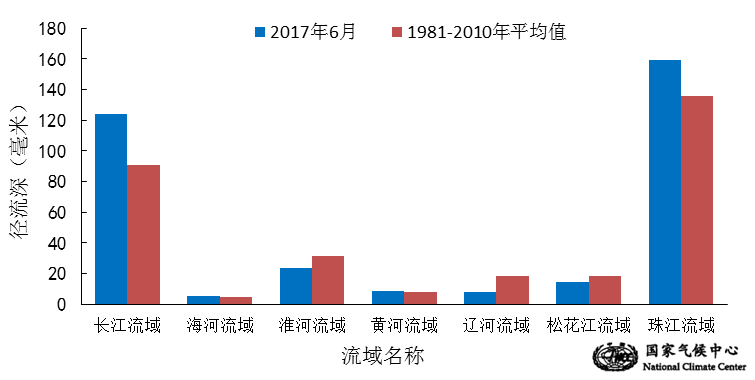 2017年6月 1981-2010年平均值
径流深（毫米）
180
160
140
120
100
80
60
40
20
0
长江流域 海河流域 淮河流域 黄河流域 辽河流域 松花江流域 珠江流域
流域名称
国家气候中心
National Climate Center